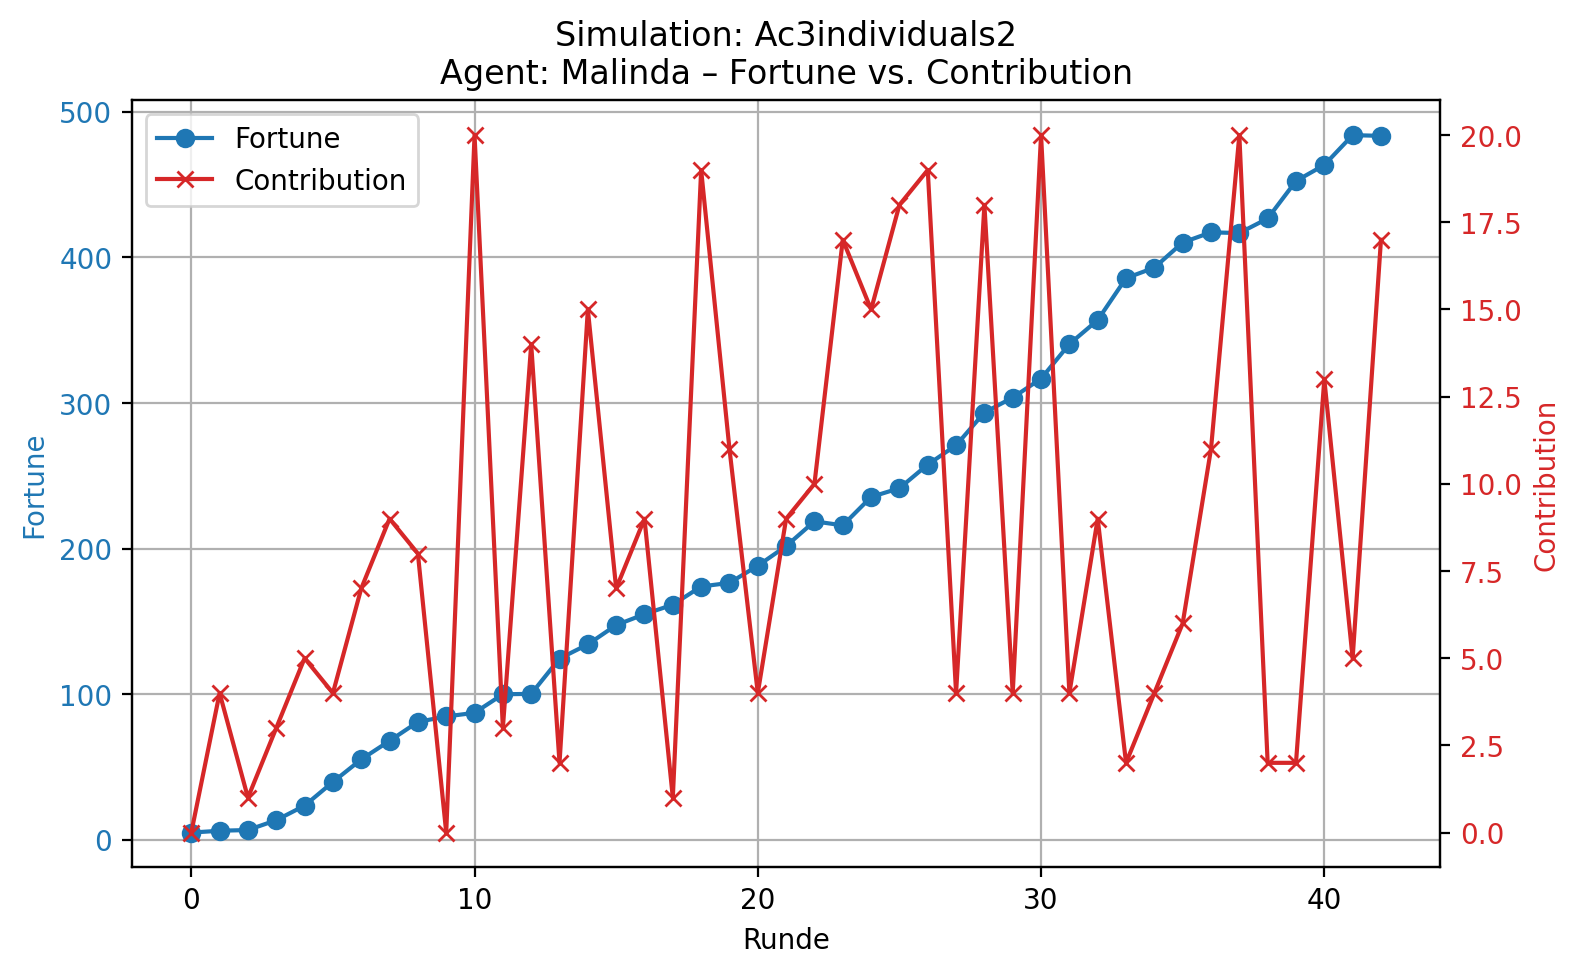 Simulation: Ac3individuals2
Agent: Malinda – Fortune vs. Contribution
Fortune
Contribution
500
400
300
200
100
0
Fortune
20.0
17.5
15.0
12.5
10.0
7.5
5.0
2.5
0.0
Contribution
0
10
20
30
40
Runde